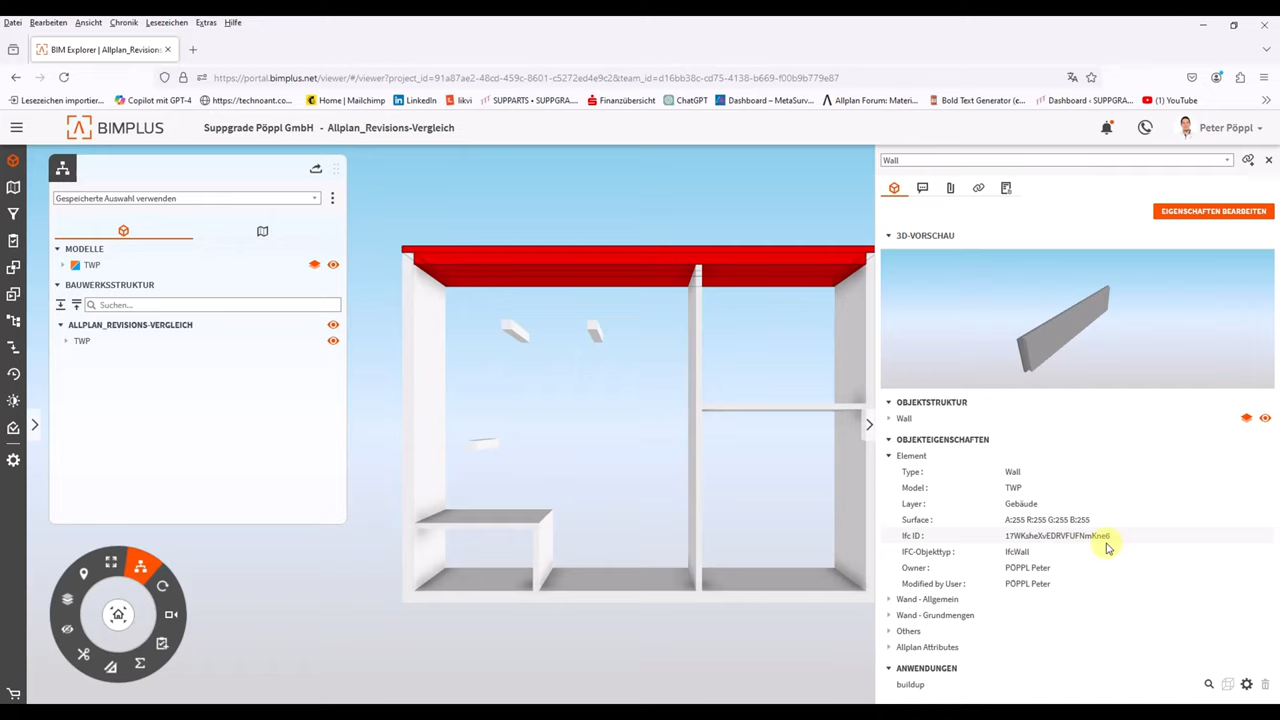 Datei Bearbeiten Ansicht Chronik Lesezeichen Extras Hilfe
BIM Explorer | Allplan_Revisions-
https://portal.bimplus.net/viewer/#/viewer?project_id=91a87ae2-48cd-459c-8601-c5272ed4e9c2&team_id=d16bb38c-cd75-4138-b669-f00b9b779e87
Lesezeichen importier... Copilot mit GPT-4 https://technoant.co... Home | Mailchimp LinkedIn likvi SUPPARTS – SUPPGRA... Finanzübersicht ChatGPT Dashboard – MetaSurv... Allplan Forum: Materi... Bold Text Generator (e... Dashboard - SUPPGR... (1) YouTube
BIMPLUS Suppgrade Pöppl GmbH - Allplan_Revisions-Vergleich Peter Pöppl
Gespeicherte Auswahl verwenden
MODELLE
TWP
BAUWERKSSTRUKTUR
Suchen...
ALLPLAN_REVISIONS-VERGLEICH
TWP
Wall
EIGENSCHAFTEN BEARBEITEN
3D-VORSCHAU
OBJEKTSTRUKTUR
Wall
OBJEKTEIGENSCHAFTEN
Element
Type : Wall
Model : TWP
Layer : Gebäude
Surface : A:255 R:255 G:255 B:255
Ifc ID : 17WKsheXvEDRVFUFNmKne6
IFC-Objekttyp : IfcWall
Owner : PÖPPL Peter
Modified by User : PÖPPL Peter
Wand - Allgemein
Wand - Grundmengen
Others
Allplan Attributes
ANWENDUNGEN
buildup